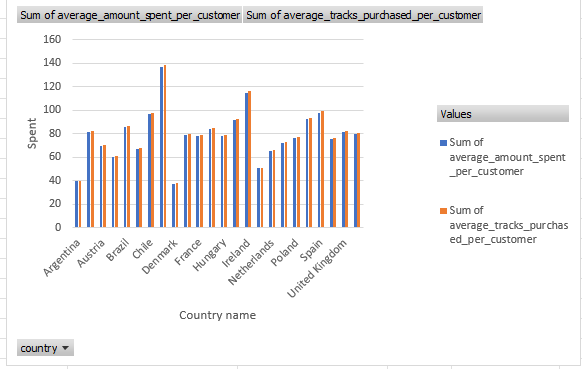 Sum of average_amount_spent_per_customer Sum of average_tracks_purchased_per_customer
160
140
120
100
80
60
40
20
0
Spent
Argentina
Austria
Brazil
Chile
Denmark
France
Hungary
Ireland
Netherlands
Poland
Spain
United Kingdom
Country name
Values
Sum of
average_amount_spent
_per_customer
Sum of
average_tracks_purchas
ed_per_customer
country